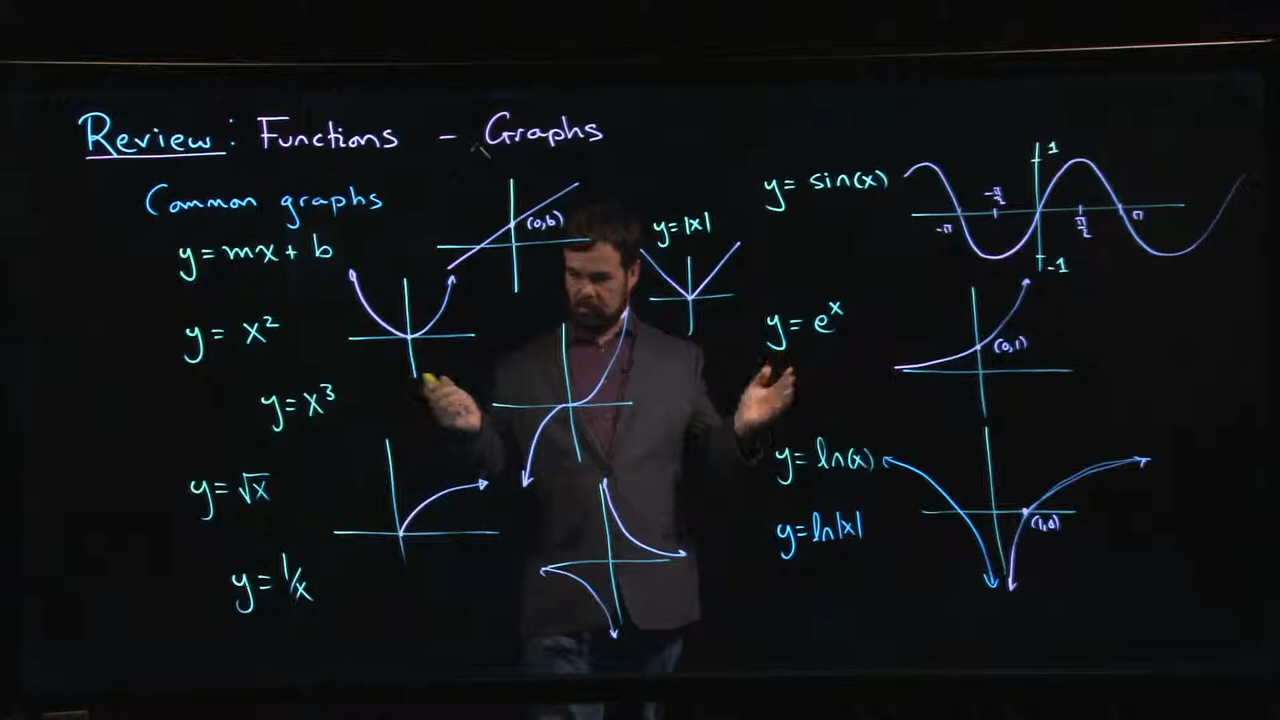 Review: Functions - Graphs
Common graphs
y = mx + b
(0,b)
y = x²
y = x³
y = √x
y = 1/x
y = |x|
y = sin(x)
1
-π
-π/2
π/2
π
-1
y = eˣ
(0,1)
y = ln(x)
y = ln|x|
(1,0)